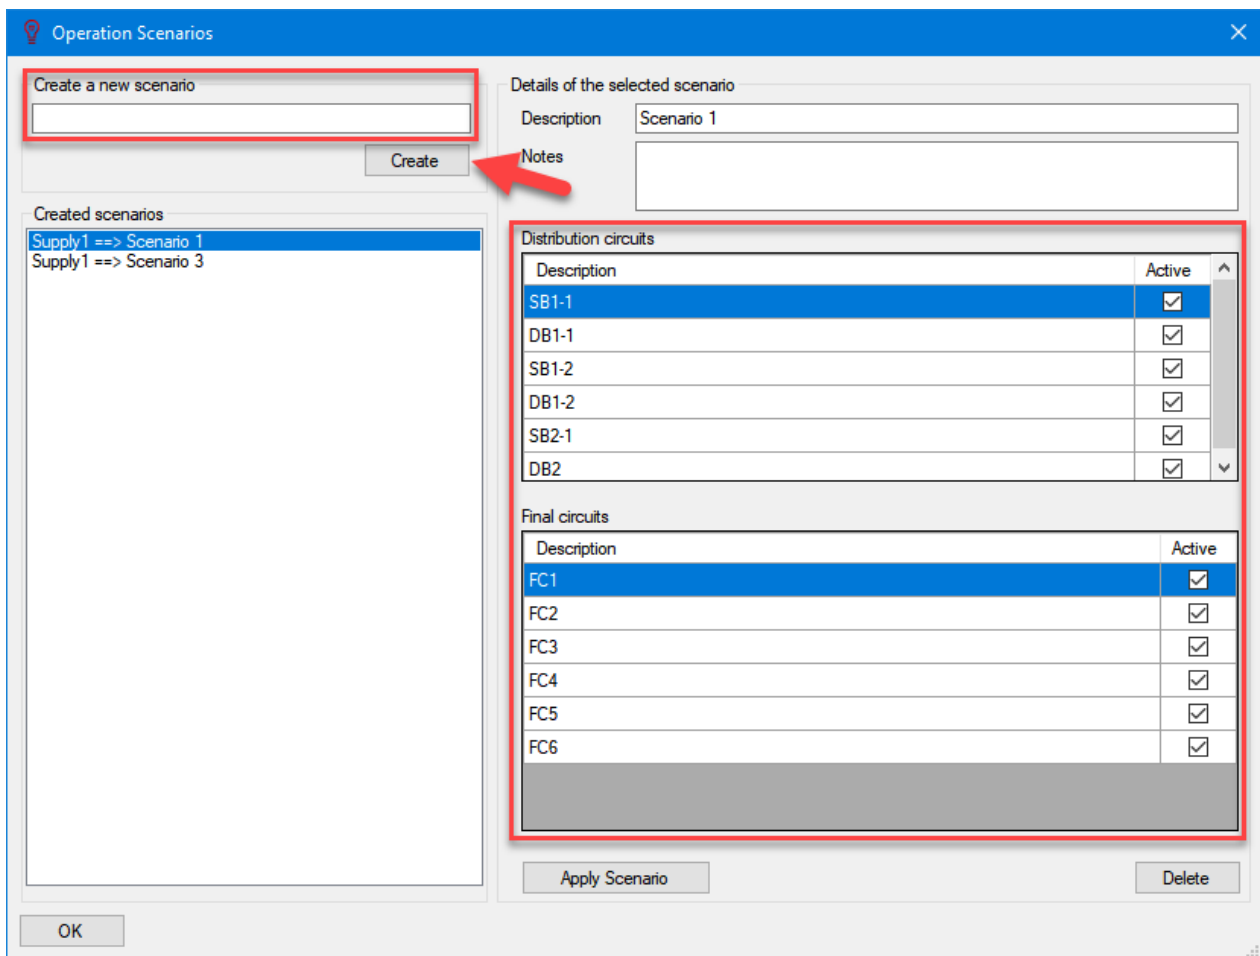 Operation Scenarios
Create a new scenario
Create
Created scenarios
Supply1 ==> Scenario 1
Supply1 ==> Scenario 3
Details of the selected scenario
Description Scenario 1
Notes
Distribution circuits
Description Active
SB1-1
DB1-1
SB1-2
DB1-2
SB2-1
DB2
Final circuits
Description Active
FC1
FC2
FC3
FC4
FC5
FC6
Apply Scenario Delete
OK